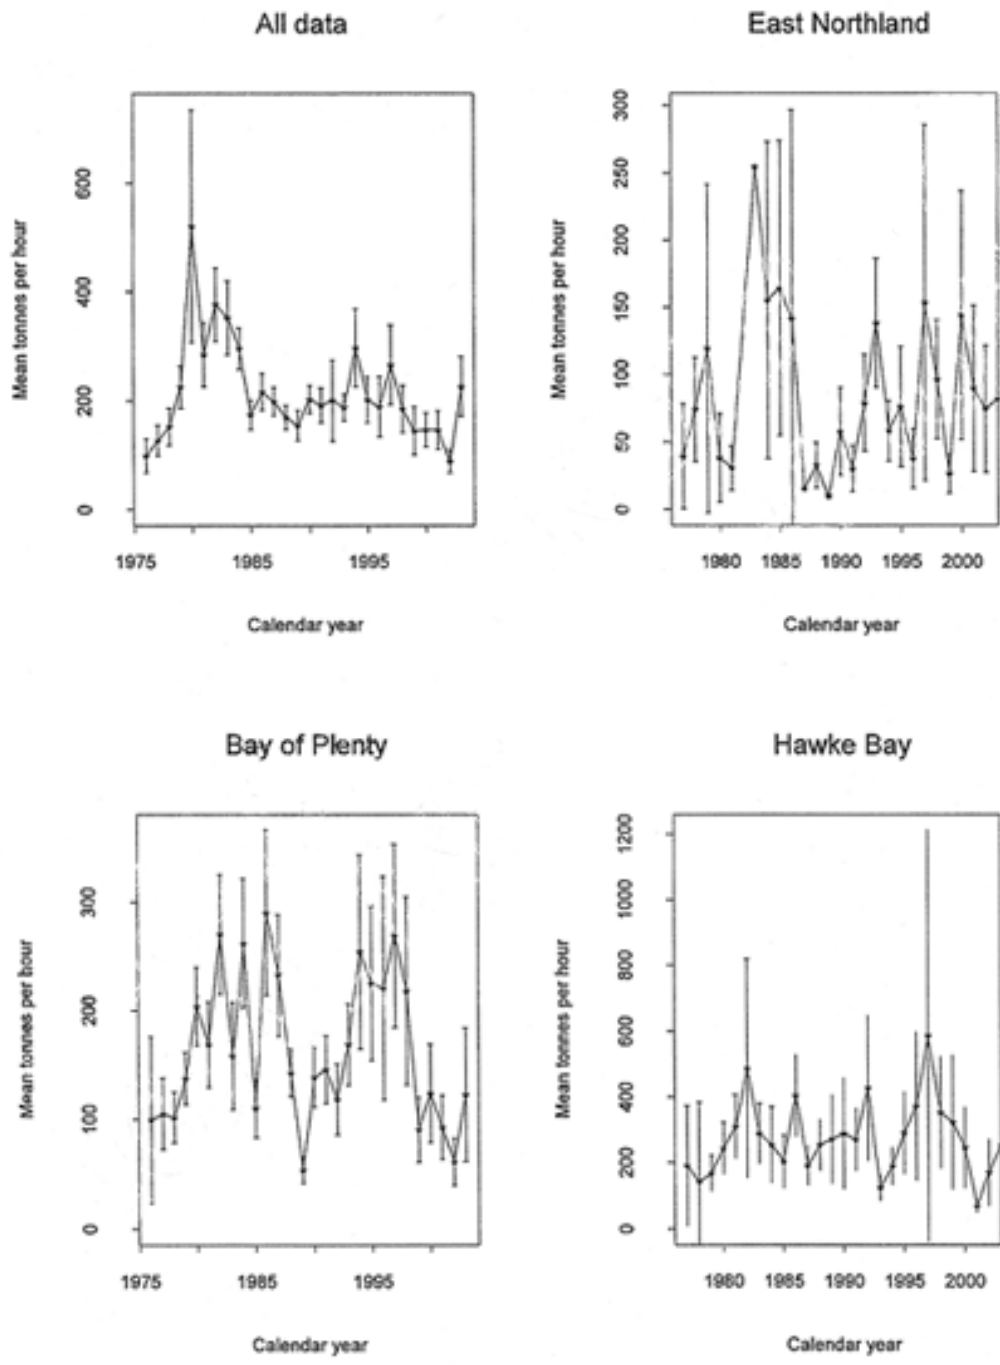 All data
Mean tonnes per hour
600
400
200
0
1975 1985 1995
Calendar year
East Northland
Mean tonnes per hour
300
250
200
150
100
50
0
1980 1985 1990 1995 2000
Calendar year
Bay of Plenty
Mean tonnes per hour
300
200
100
0
1975 1985 1995
Calendar year
Hawke Bay
Mean tonnes per hour
1200
1000
800
600
400
200
0
1980 1985 1990 1995 2000
Calendar year